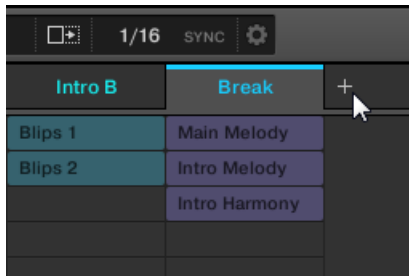 1/16 SYNC
Intro B Break +
Blips 1 Main Melody
Blips 2 Intro Melody
Intro Harmony